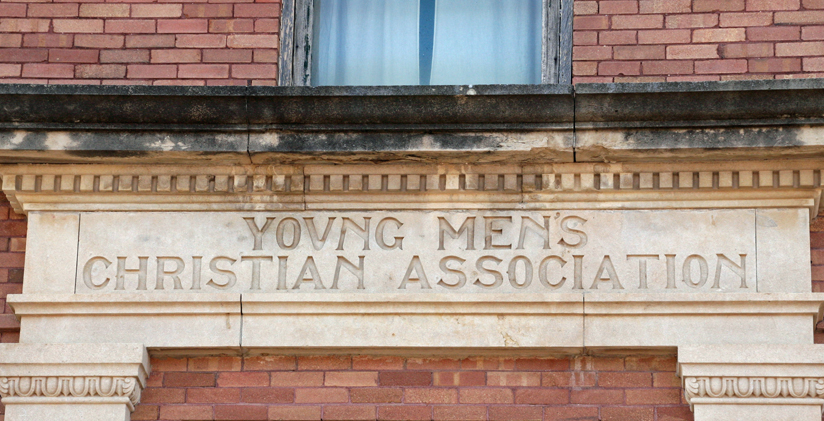 YOVNG MEN'S
CHRISTIAN ASSOCIATION